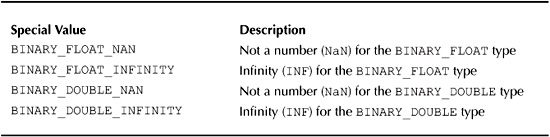 Special Value Description
BINARY_FLOAT_NAN Not a number (NaN) for the BINARY_FLOAT type
BINARY_FLOAT_INFINITY Infinity (INF) for the BINARY_FLOAT type
BINARY_DOUBLE_NAN Not a number (NaN) for the BINARY_DOUBLE type
BINARY_DOUBLE_INFINITY Infinity (INF) for the BINARY_DOUBLE type